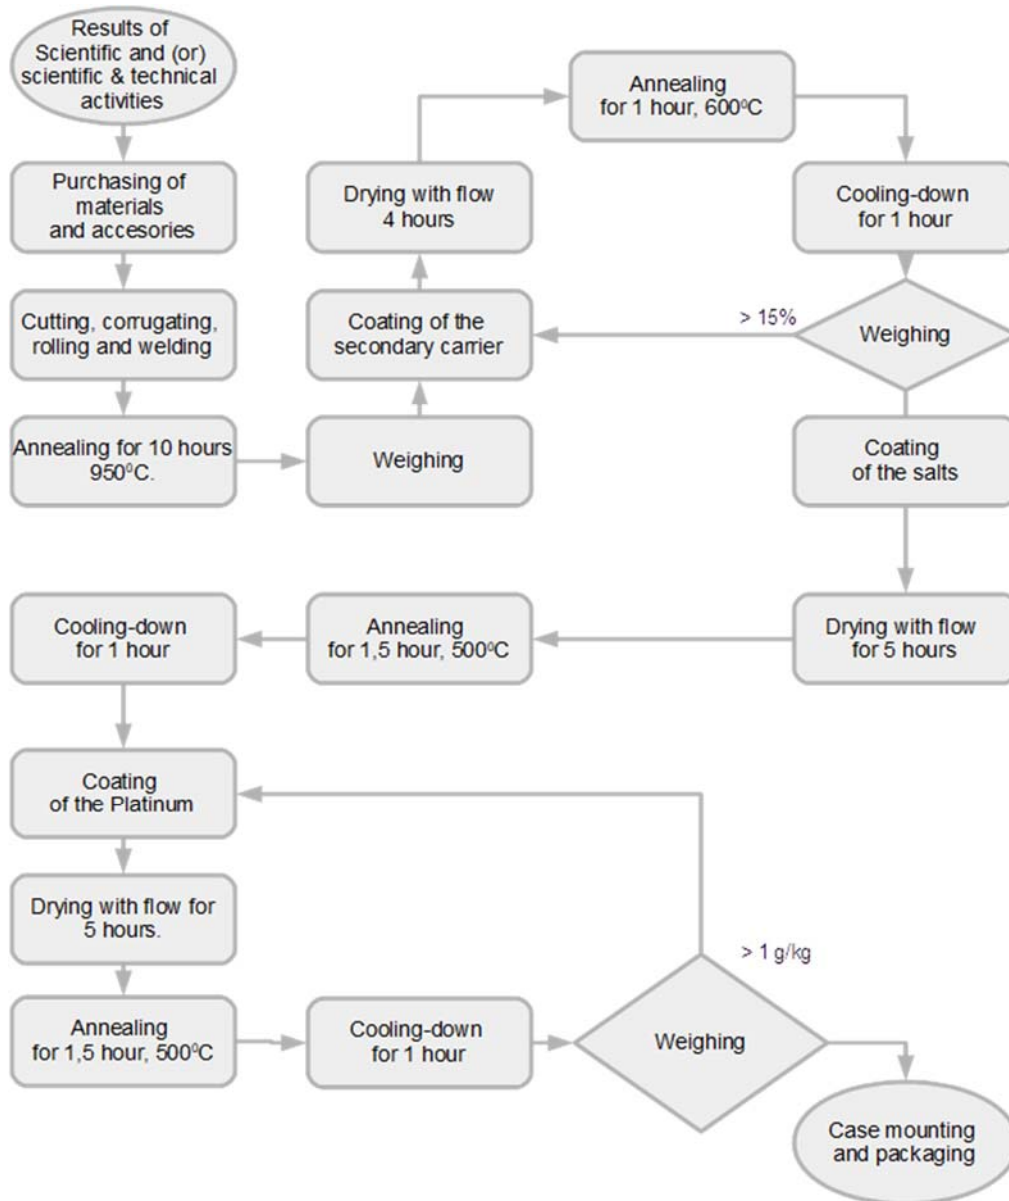 Results of
Scientific and (or)
scientific & technical
activities
Purchasing of
materials
and accesories
Cutting, corrugating,
rolling and welding
Annealing for 10 hours
950⁰C.
Weighing
Coating of the
secondary carrier
Drying with flow
4 hours
Annealing
for 1 hour, 600⁰C
Cooling-down
for 1 hour
Weighing
> 15%
Coating
of the salts
Drying with flow
for 5 hours
Annealing
for 1,5 hour, 500⁰C
Cooling-down
for 1 hour
Coating
of the Platinum
Drying with flow for
5 hours.
Annealing
for 1,5 hour, 500⁰C
Cooling-down
for 1 hour
Weighing
> 1 g/kg
Case mounting
and packaging